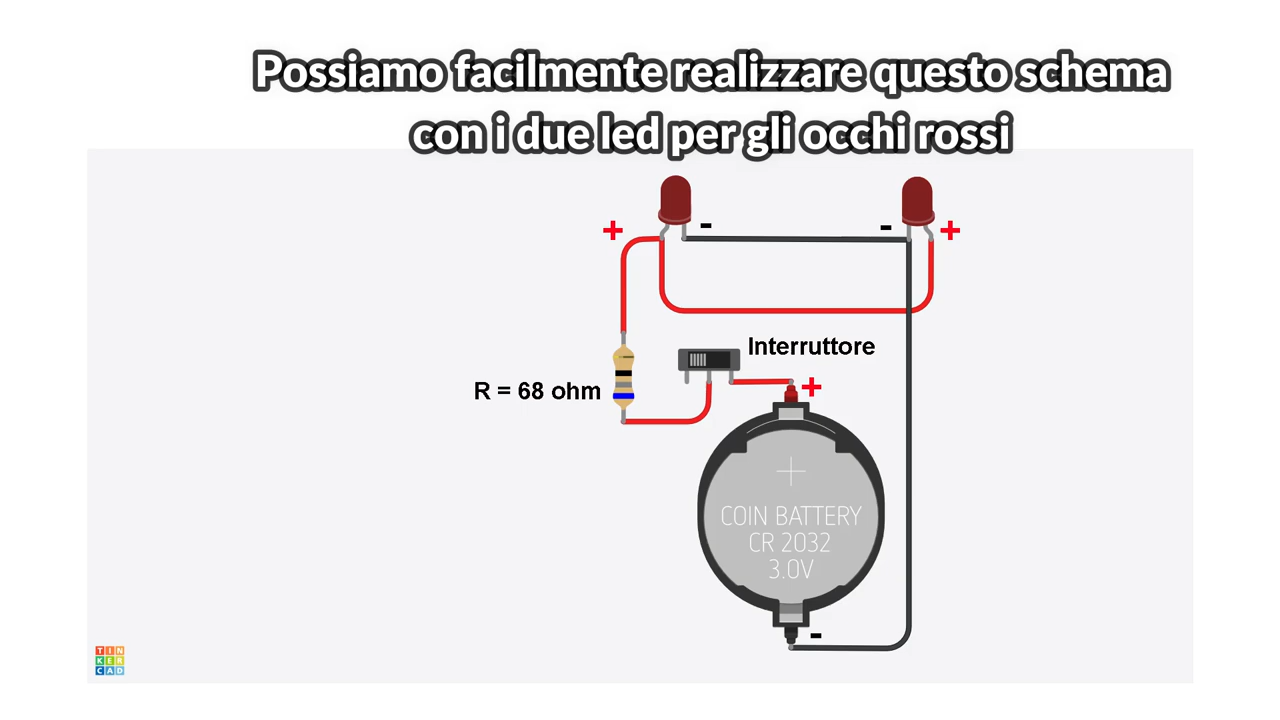 Possiamo facilmente realizzare questo schema
con i due led per gli occhi rossi
+
-
-
+
Interruttore
R = 68 ohm
+
COIN BATTERY
CR 2032
3.0V
-
TIN
KER
CAD